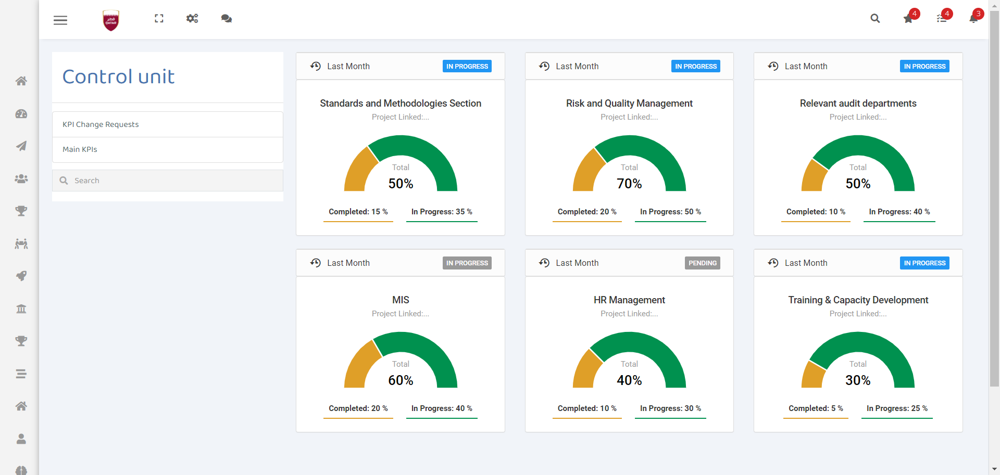 قطر
QATAR
4
4
3
Control unit
KPI Change Requests
Main KPIs
Search
Last Month
IN PROGRESS
Standards and Methodologies Section
Project Linked:...
Total
50%
Completed: 15 %
In Progress: 35 %
Last Month
IN PROGRESS
Risk and Quality Management
Project Linked:...
Total
70%
Completed: 20 %
In Progress: 50 %
Last Month
IN PROGRESS
Relevant audit departments
Project Linked:...
Total
50%
Completed: 10 %
In Progress: 40 %
Last Month
IN PROGRESS
MIS
Project Linked:...
Total
60%
Completed: 20 %
In Progress: 40 %
Last Month
PENDING
HR Management
Project Linked:...
Total
40%
Completed: 10 %
In Progress: 30 %
Last Month
IN PROGRESS
Training & Capacity Development
Project Linked:...
Total
30%
Completed: 5 %
In Progress: 25 %